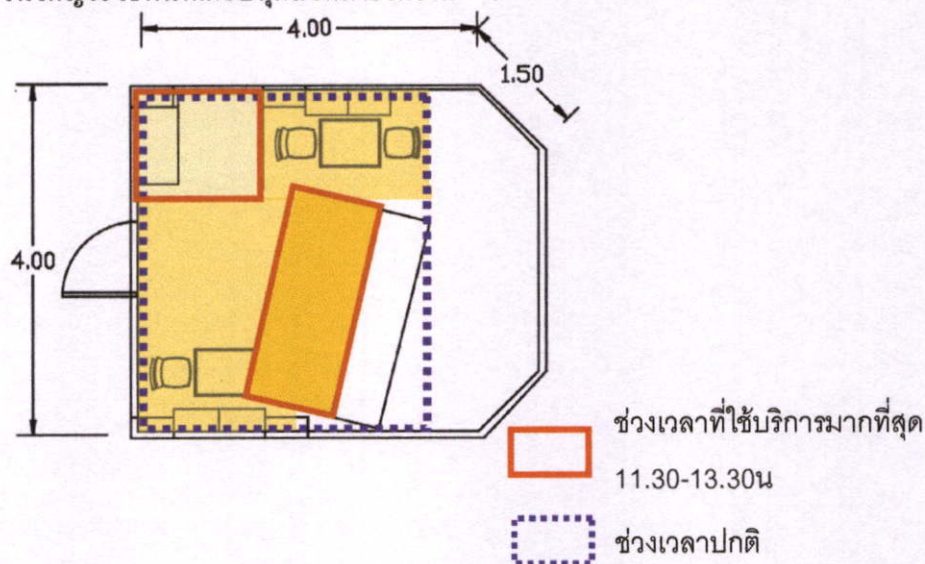 4.00
1.50
4.00
ช่วงเวลาที่ใช้บริการมากที่สุด
11.30-13.30น
ช่วงเวลาปกติ